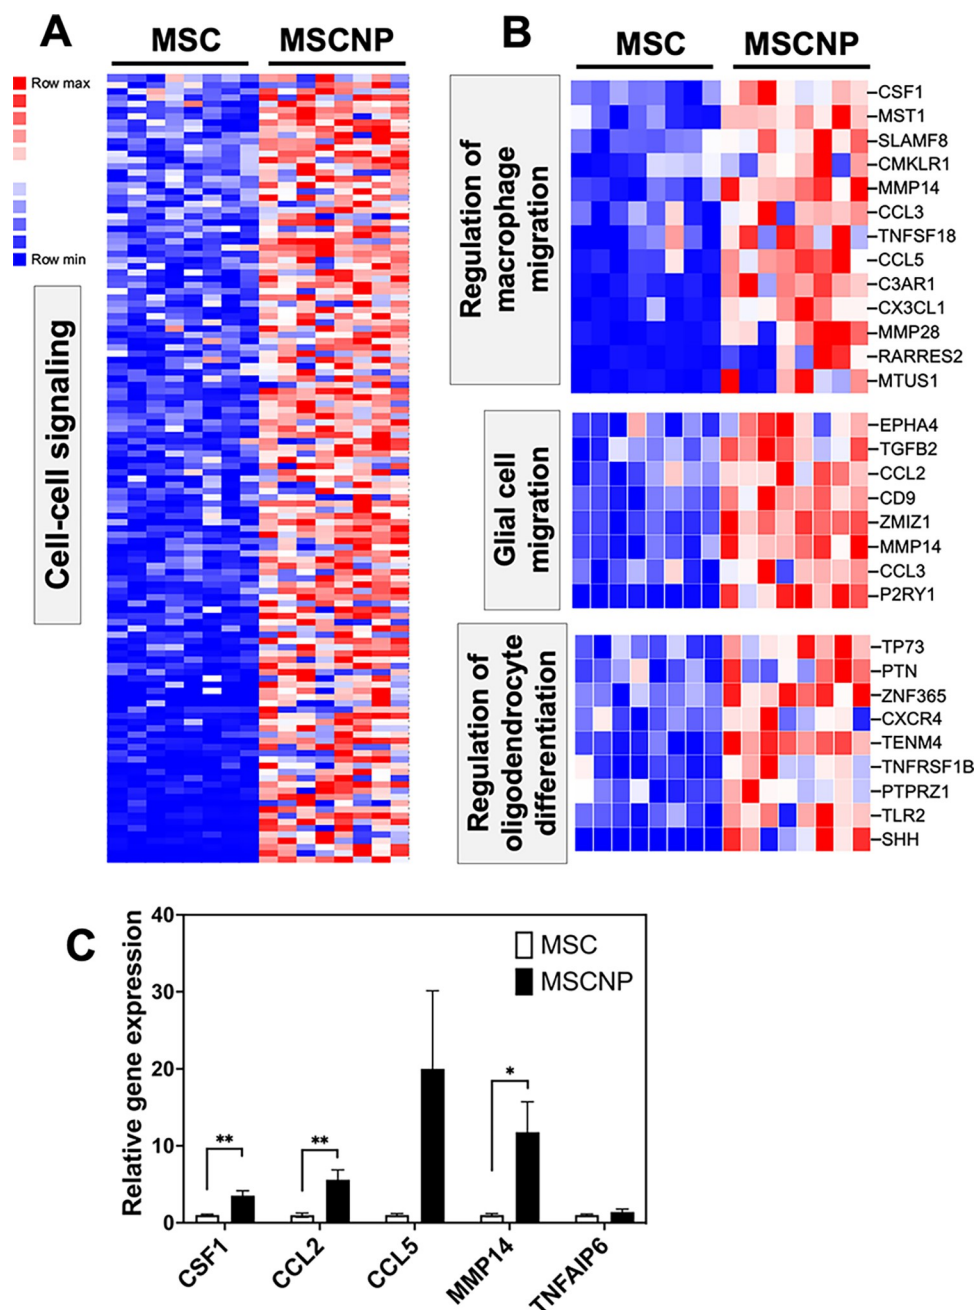 A
MSC MSCNP
Row max
Row min
Cell-cell signaling
B
MSC MSCNP
Regulation of
macrophage
migration
CSF1
MST1
SLAMF8
CMKLR1
MMP14
CCL3
TNFSF18
CCL5
C3AR1
CX3CL1
MMP28
RARRES2
MTUS1
Glial cell
migration
EPHA4
TGFB2
CCL2
CD9
ZMIZ1
MMP14
CCL3
P2RY1
Regulation of
oligodendrocyte
differentiation
TP73
PTN
ZNF365
CXCR4
TENM4
TNFRSF1B
PTPRZ1
TLR2
SHH
C
Relative gene expression
40
30
20
10
0
MSC
MSCNP
**
**
*
CSF1
CCL2
CCL5
MMP14
TNFAIP6